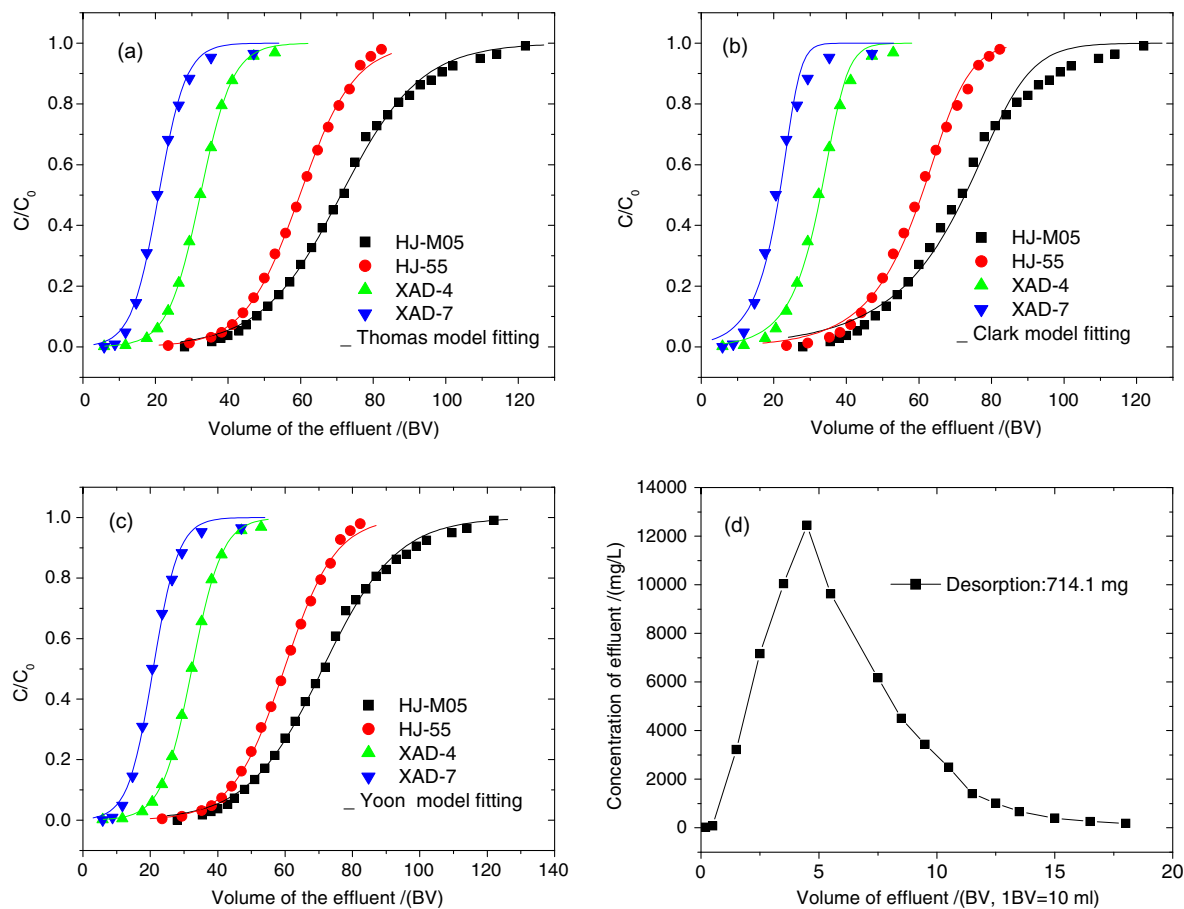 (a)
1.0
0.8
0.6
0.4
0.2
0.0
C/C0
HJ-M05
HJ-55
XAD-4
XAD-7
_ Thomas model fitting
0 20 40 60 80 100 120
Volume of the effluent /(BV)
(b)
1.0
0.8
0.6
0.4
0.2
0.0
C/C0
HJ-M05
HJ-55
XAD-4
XAD-7
_ Clark model fitting
0 20 40 60 80 100 120
Volume of the effluent /(BV)
(c)
1.0
0.8
0.6
0.4
0.2
0.0
C/C0
HJ-M05
HJ-55
XAD-4
XAD-7
_ Yoon model fitting
0 20 40 60 80 100 120 140
Volume of the effluent /(BV)
(d)
14000
12000
10000
8000
6000
4000
2000
0
Concentration of effluent /(mg/L)
Desorption:714.1 mg
0 5 10 15 20
Volume of effluent /(BV, 1BV=10 ml)